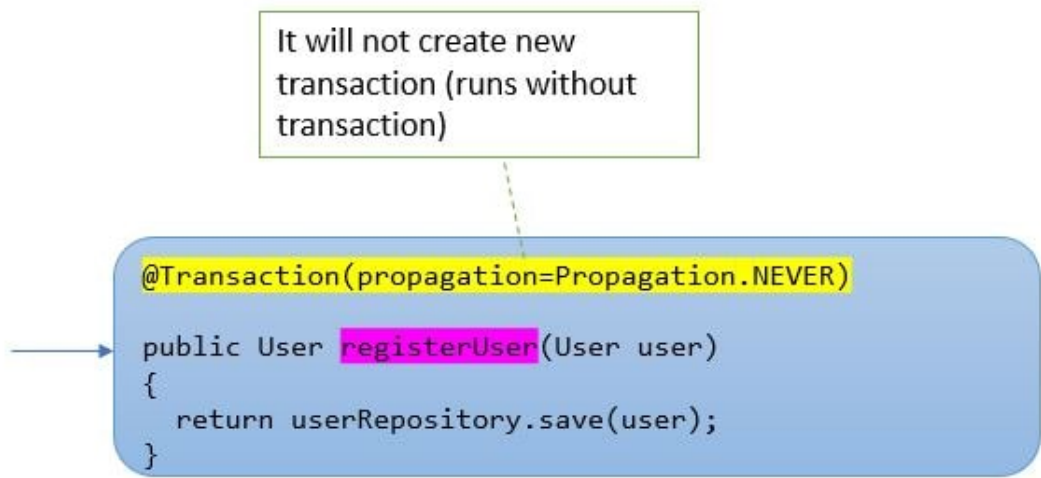 It will not create new
transaction (runs without
transaction)
@Transaction(propagation=Propagation.NEVER)
public User registerUser(User user)
{
return userRepository.save(user);
}